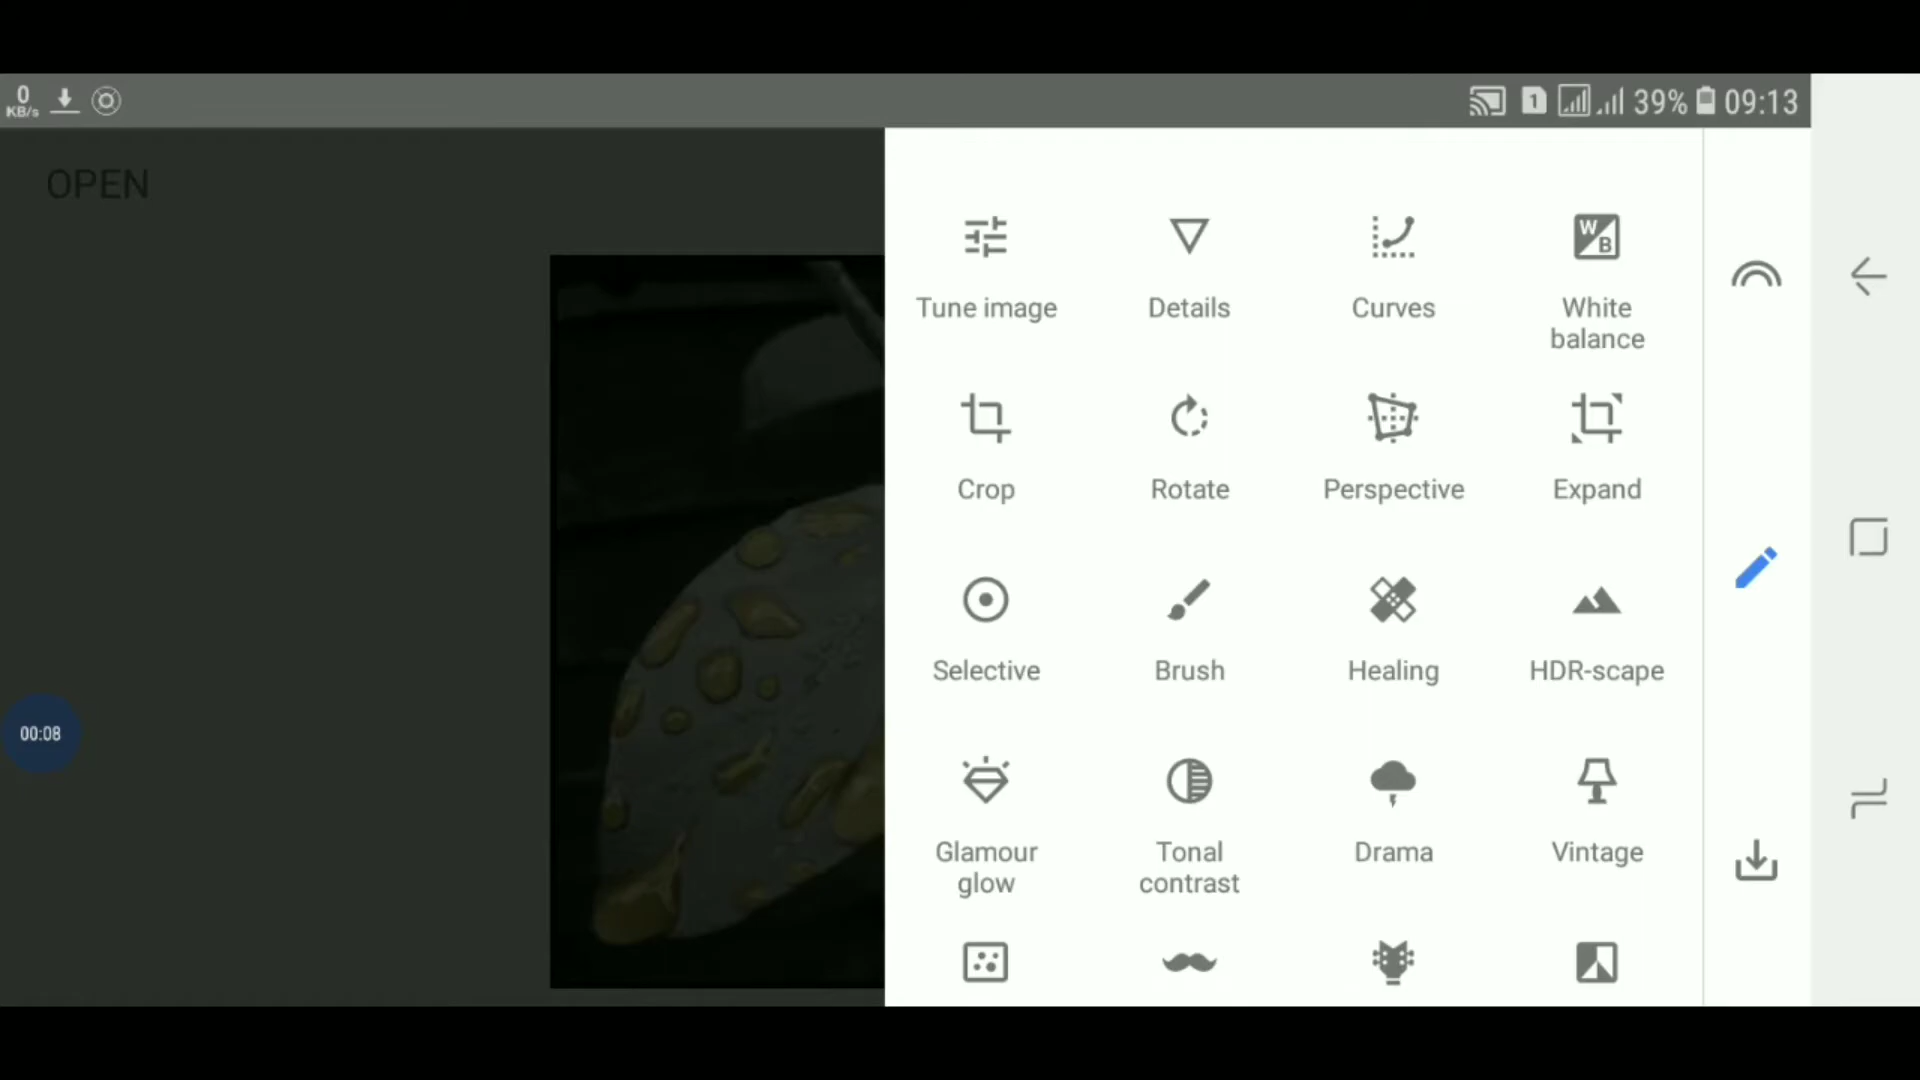 0
KB/s
1
39%
09:13
OPEN
Tune image
Details
Curves
W
B
White
balance
Crop
Rotate
Perspective
Expand
Selective
Brush
Healing
HDR-scape
00:08
Glamour
glow
Tonal
contrast
Drama
Vintage